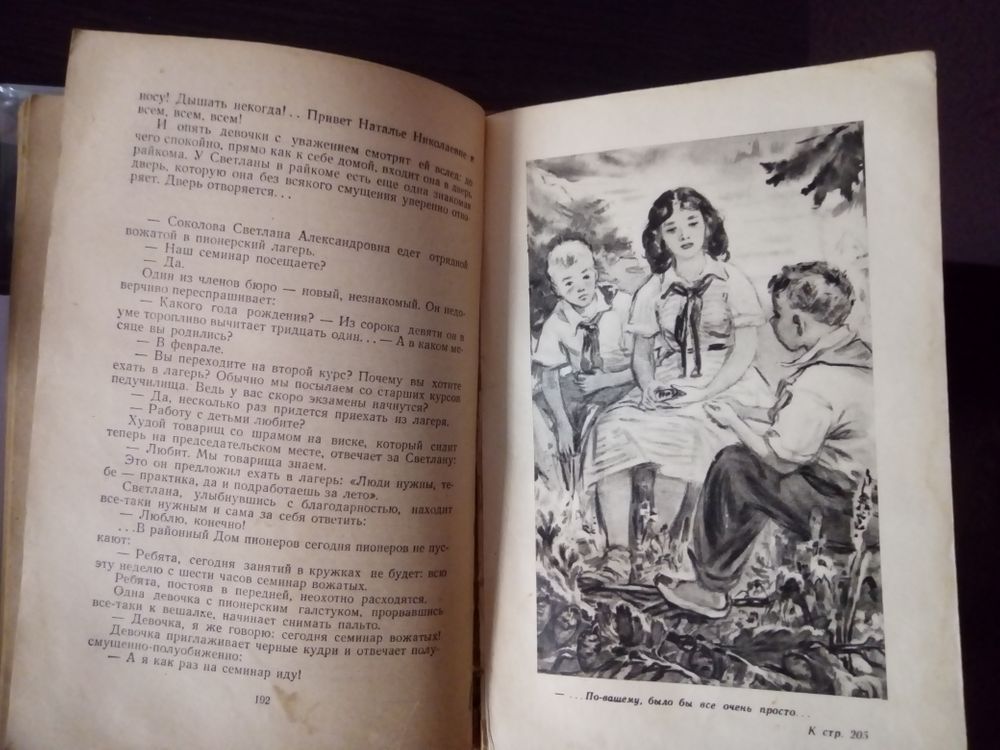 носу! Дышать некогда!.. Привет Наталье Николаевне и
всем, всем, всем!
И опять девочки с уважением смотрят ей вслед: до
чего спокойно, прямо как к себе домой, входит она в дверь
райкома. У Светланы в райкоме есть еще одна знакомая
дверь, которую она без всякого смущения уверенно отво-
ряет. Дверь отворяется...
— Соколова Светлана Александровна едет отрядной
вожатой в пионерский лагерь.
— Наш семинар посещаете?
— Да.
Один из членов бюро — новый, незнакомый. Он недо-
верчиво переспрашивает:
— Какого года рождения? — Из сорока девяти он в
уме торопливо вычитает тридцать один... — А в каком ме-
сяце вы родились?
— В феврале.
— Вы переходите на второй курс? Почему вы хотите
ехать в лагерь? Обычно мы посылаем со старших курсов
педучилища. Ведь у вас скоро экзамены начнутся?
— Да, несколько раз придется приехать из лагеря.
— Работу с детьми любите?
Худой товарищ со шрамом на виске, который сидит
теперь на председательском месте, отвечает за Светлану:
— Любит. Мы товарища знаем.
Это он предложил ехать в лагерь: «Люди нужны, те-
бе — практика, да и подработаешь за лето».
Светлана, улыбнувшись с благодарностью, находит
все-таки нужным и сама за себя ответить:
— Люблю, конечно!
...В районный Дом пионеров сегодня пионеров не пус-
кают:
— Ребята, сегодня занятий в кружках не будет: всю
эту неделю с шести часов семинар вожатых.
Ребята, постояв в передней, неохотно расходятся.
Одна девочка с пионерским галстуком, прорвавшись
все-таки к вешалке, начинает снимать пальто.
— Девочка, я же говорю: сегодня семинар вожатых!
Девочка приглаживает черные кудри и отвечает полу-
смущенно-полуобиженно:
— А я как раз на семинар иду!
192
— ...По-вашему, было бы все очень просто...
К стр. 205